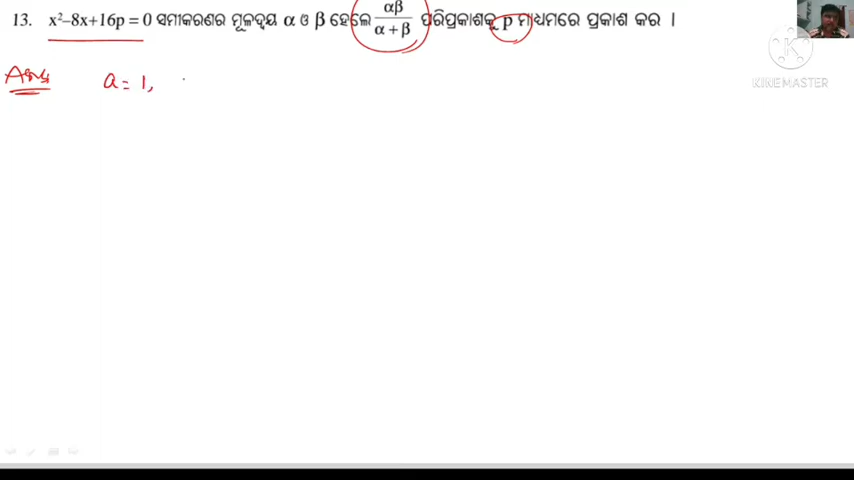 13. x²–8x+16p = 0 ସମୀକରଣର ମୂଳଦ୍ୱୟ α ଓ β ହେଲେ αβ/(α + β) ପରିପ୍ରକାଶକୁ p ମାଧ୍ୟମରେ ପ୍ରକାଶ କର ।
Ans
a = 1,
KINEMASTER